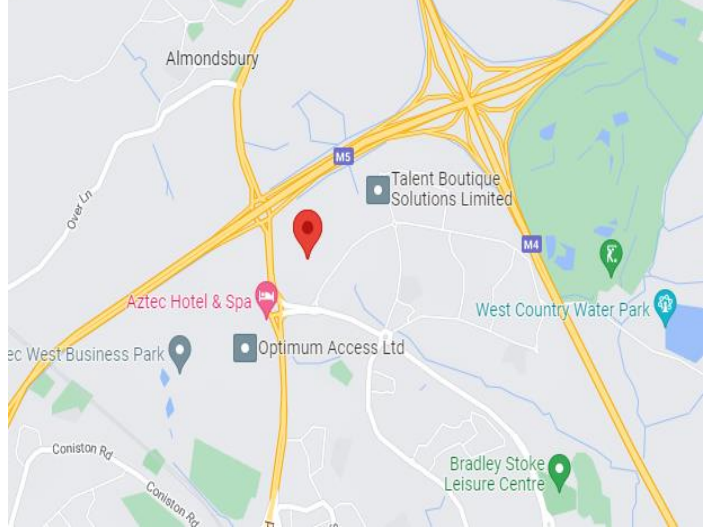 Almondsbury
M5
Talent Boutique
Solutions Limited
Over Ln
M4
Aztec Hotel & Spa
West Country Water Park
ec West Business Park
Optimum Access Ltd
Coniston Rd
Bradley Stoke
Leisure Centre
Coniston Rd